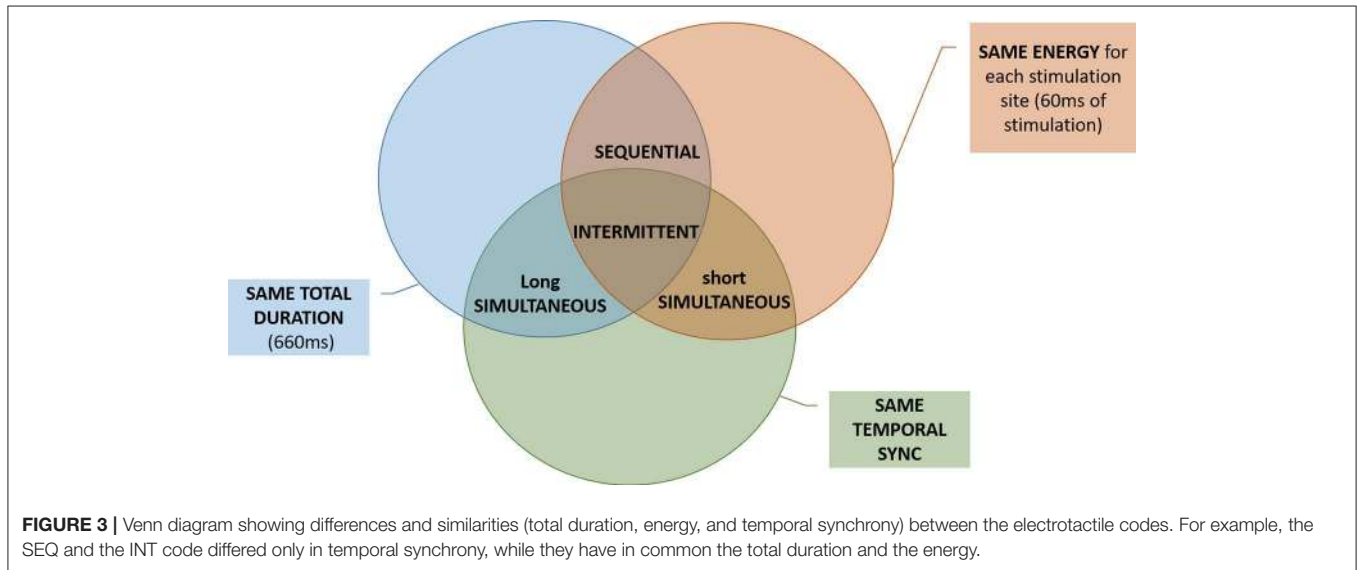 SAME ENERGY for
each stimulation
site (60ms of
stimulation)
SEQUENTIAL
INTERMITTENT
Long
SIMULTANEOUS
short
SIMULTANEOUS
SAME TOTAL
DURATION
(660ms)
SAME
TEMPORAL
SYNC
FIGURE 3 | Venn diagram showing differences and similarities (total duration, energy, and temporal synchrony) between the electrotactile codes. For example, the
SEQ and the INT code differed only in temporal synchrony, while they have in common the total duration and the energy.